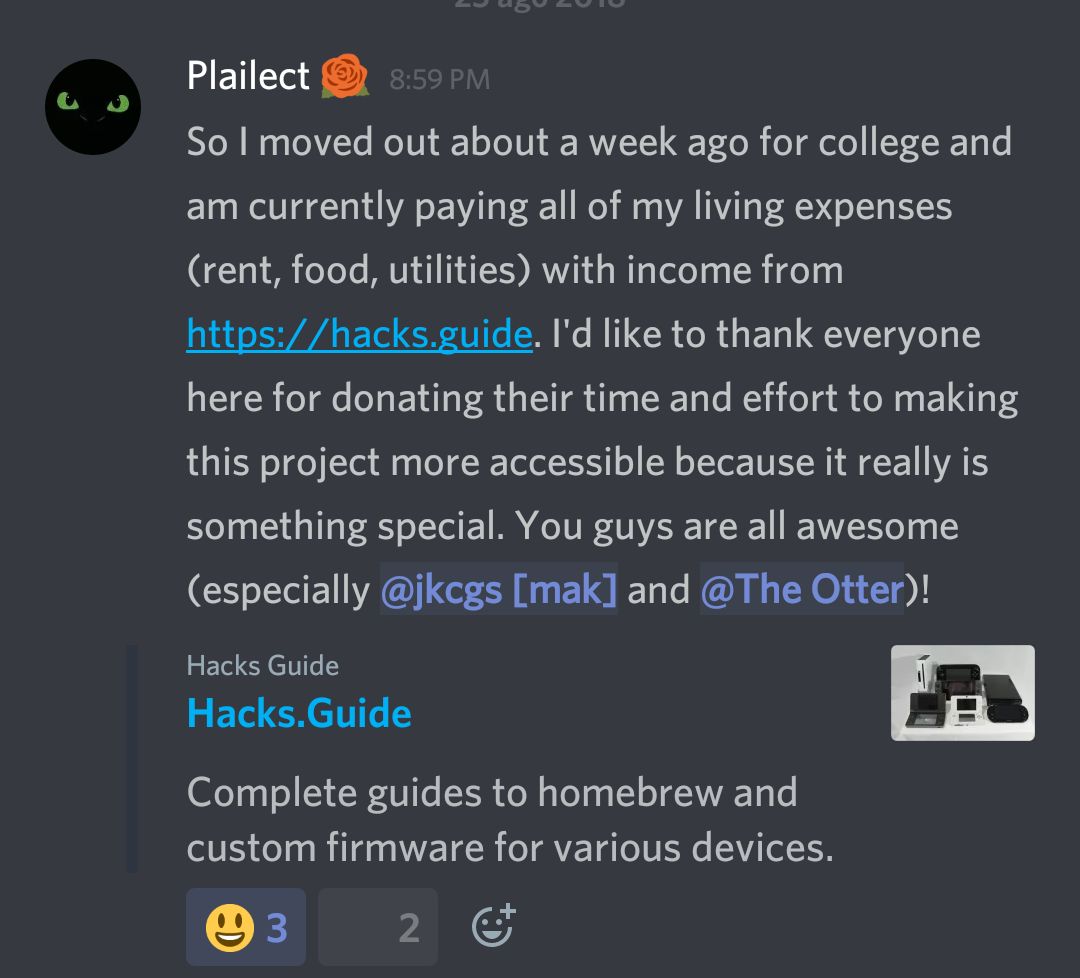 25 ago 2018
Plailect 8:59 PM
So I moved out about a week ago for college and
am currently paying all of my living expenses
(rent, food, utilities) with income from
https://hacks.guide. I'd like to thank everyone
here for donating their time and effort to making
this project more accessible because it really is
something special. You guys are all awesome
(especially @jkcgs [mak] and @The Otter)!
Hacks Guide
Hacks.Guide
Complete guides to homebrew and
custom firmware for various devices.
3 2